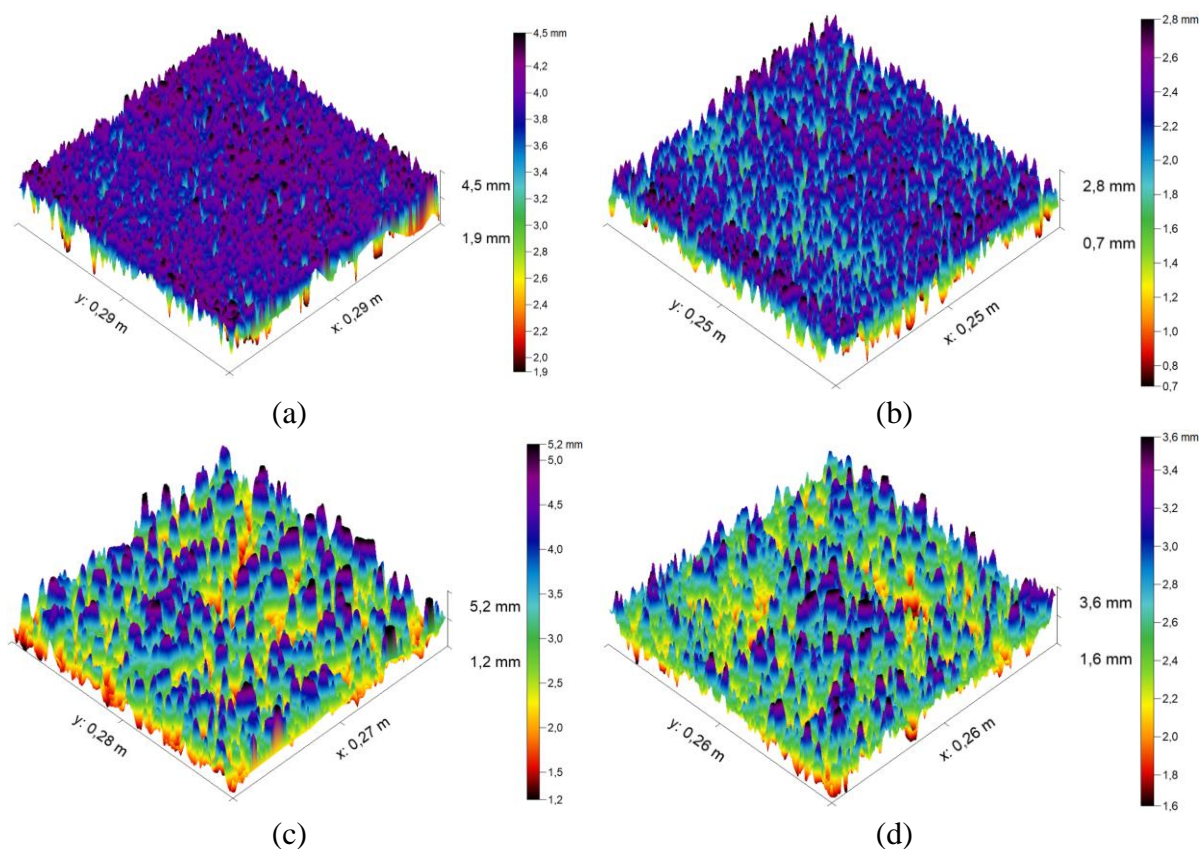 4,5 mm
4,2
4,0
3,8
3,6
3,4
3,2
3,0
2,8
2,6
2,4
2,2
2,0
1,9
4,5 mm
1,9 mm
y: 0,29 m
x: 0,29 m
(a)
2,8 mm
2,6
2,4
2,2
2,0
1,8
1,6
1,4
1,2
1,0
0,8
0,7
2,8 mm
0,7 mm
y: 0,25 m
x: 0,25 m
(b)
5,2 mm
5,0
4,5
4,0
3,5
3,0
2,5
2,0
1,5
1,2
5,2 mm
1,2 mm
y: 0,28 m
x: 0,27 m
(c)
3,6 mm
3,4
3,2
3,0
2,8
2,6
2,4
2,2
2,0
1,8
1,6
3,6 mm
1,6 mm
y: 0,26 m
x: 0,26 m
(d)